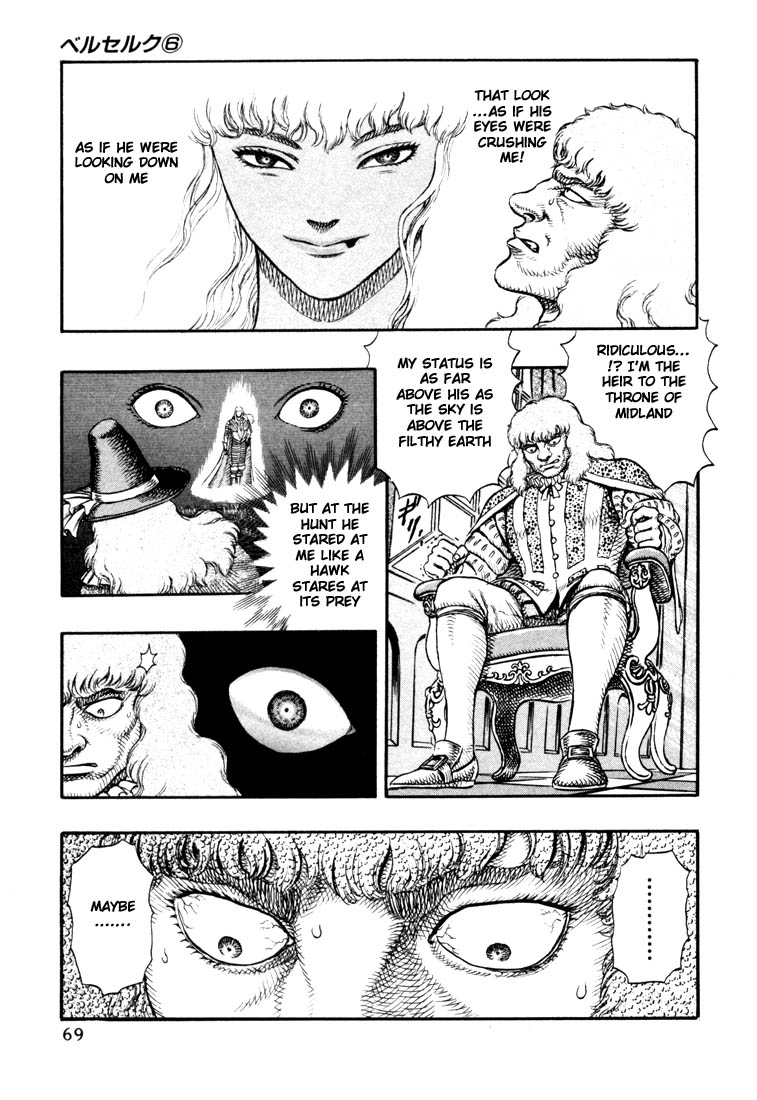 ベルセルク⑥
THAT LOOK
...AS IF HIS
EYES WERE
CRUSHING
ME!
AS IF HE WERE
LOOKING DOWN
ON ME
RIDICULOUS...
!? I'M THE
HEIR TO THE
THRONE OF
MIDLAND
MY STATUS IS
AS FAR
ABOVE HIS AS
THE SKY IS
ABOVE THE
FILTHY EARTH
BUT AT THE
HUNT HE
STARED AT
ME LIKE A
HAWK
STARES AT
ITS PREY
.........
MAYBE
.......
69